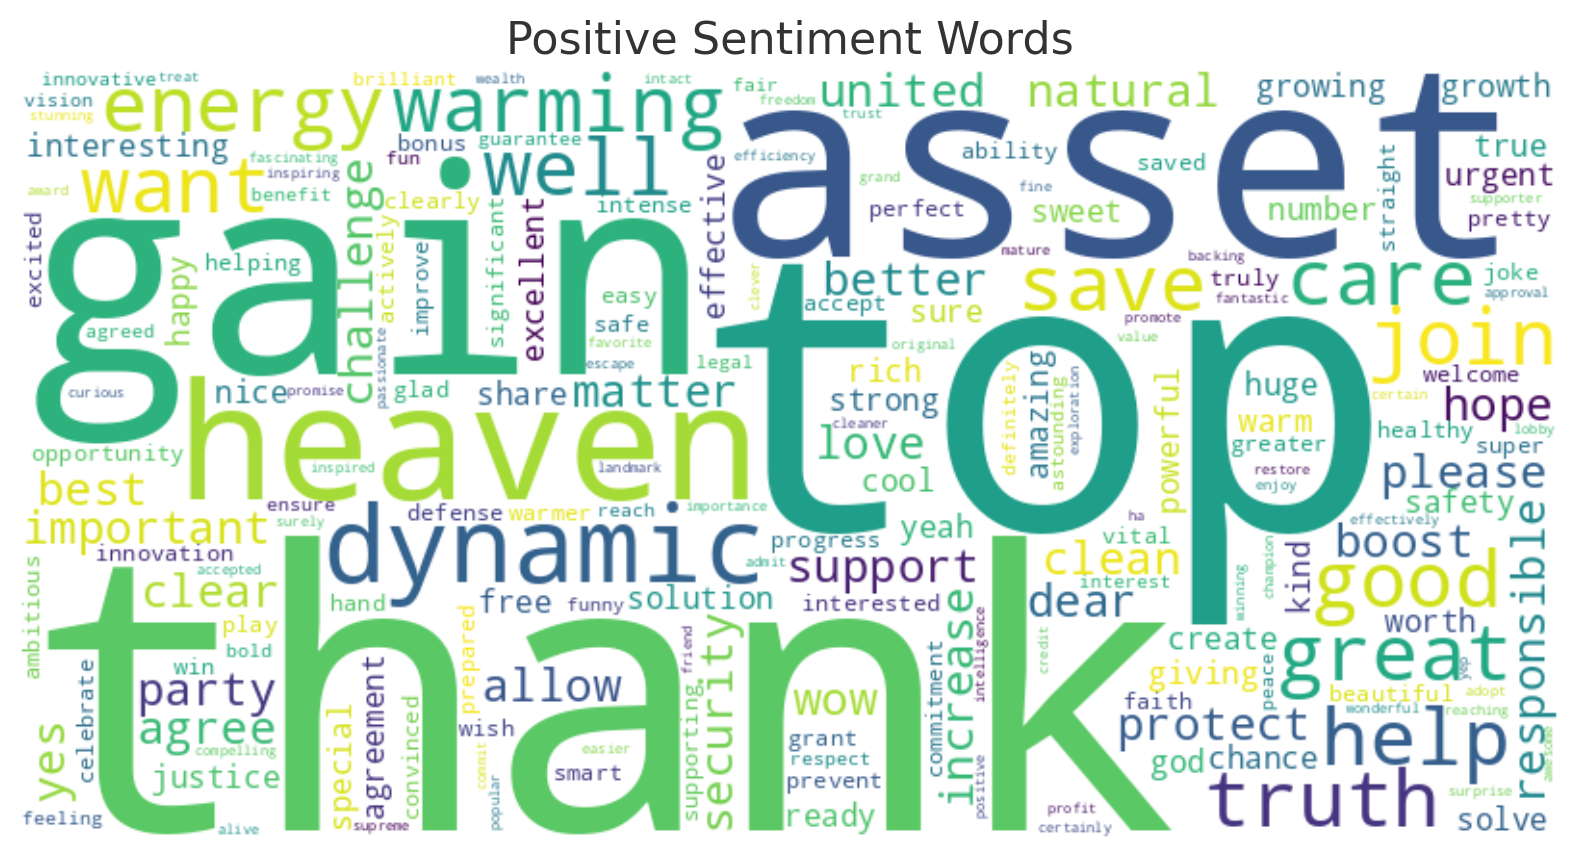 Positive Sentiment Words
innovative treat brilliant wealth intact fair united natural growing growth
vision energy warming freedom
stunning trust
interesting bonus guarantee asset ability true
fascinating fun well efficiency saved
want inspiring urgent
award benefit challenge clearly intense effective grand fine straight supporter
perfect sweet number pretty
excited gain actively significant excellent mature
happy helping improve better backing truly care joke
save fantastic approval
easy clever accept
agreed safe sure promote join
favorite top value
passionate escape legal original
curious nice promise glad share matter rich amazing huge welcome
definitely astounding exploration powerful certain
heaven strong warm hope
cleaner
opportunity love greater healthy lobby
inspired landmark restore super
best cool enjoy please
ensure importance safety
important surely defense warmer reach ha effectively
dynamic yeah vital
innovation progress boost responsible
accepted admit support clean champion kind
ambitious clear interest good
hand free funny solution interested dear winning
thank worth
play prepared security friend increase intelligence credit create great
bold peace
win giving yep
celebrate party agreement allow wow commitment beautiful adopt
faith wonderful reaching
yes agree special convinced wish supporting protect help
compelling easier grant god chance awesome
justice commit smart respect
popular prevent positive truth surprise
feeling supreme ready profit solve
alive certainly